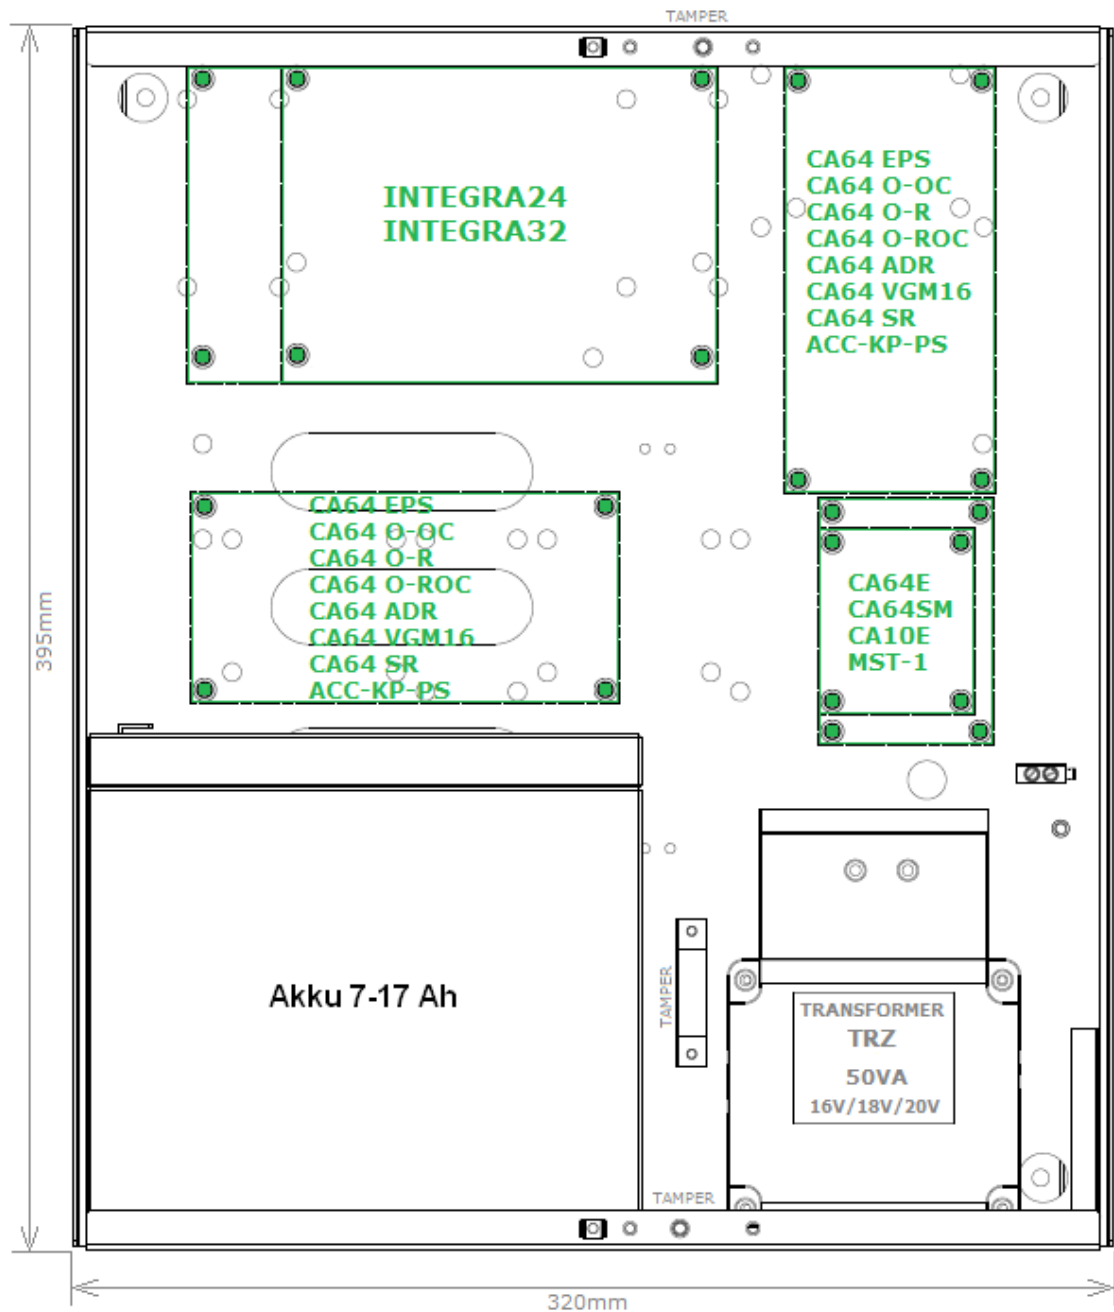 TAMPER
INTEGRA24
INTEGRA32
CA64 EPS
CA64 O-OC
CA64 O-R
CA64 O-ROC
CA64 ADR
CA64 VGM16
CA64 SR
ACC-KP-PS
CA64 EPS
CA64 O-OC
CA64 O-R
CA64 O-ROC
CA64 ADR
CA64 VGM16
CA64 SR
ACC-KP-PS
CA64E
CA64SM
CA10E
MST-1
395mm
Akku 7-17 Ah
TAMPER
TRANSFORMER
TRZ
50VA
16V/18V/20V
TAMPER
320mm